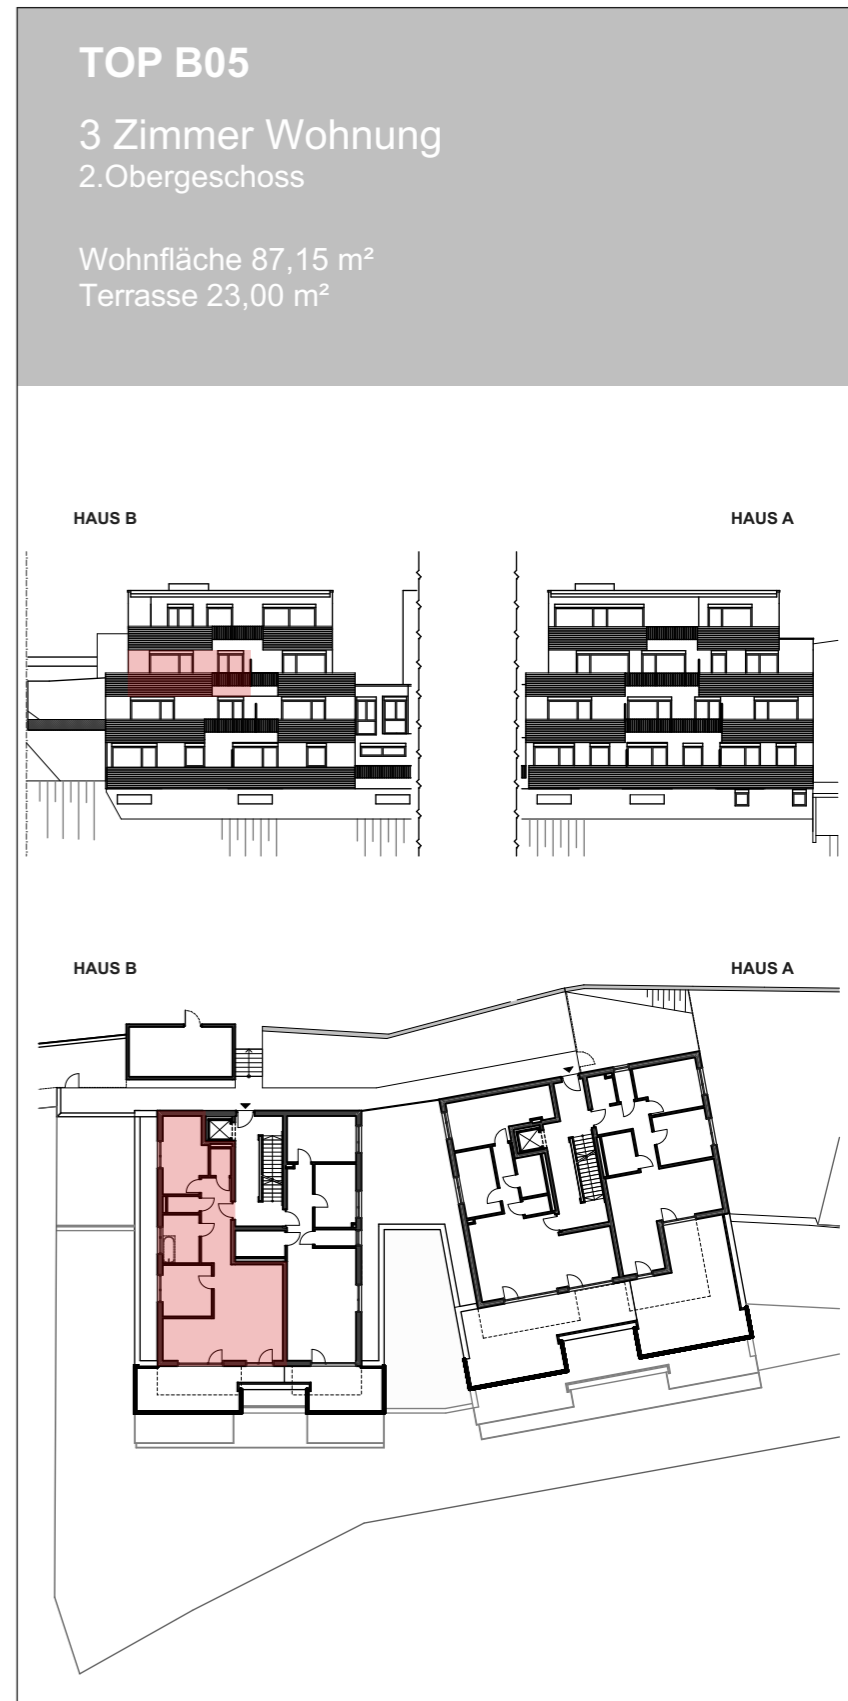 TOP B05
3 Zimmer Wohnung
2.Obergeschoss
Wohnfläche 87,15 m²
Terrasse 23,00 m²
HAUS B
HAUS A
HAUS B
HAUS A